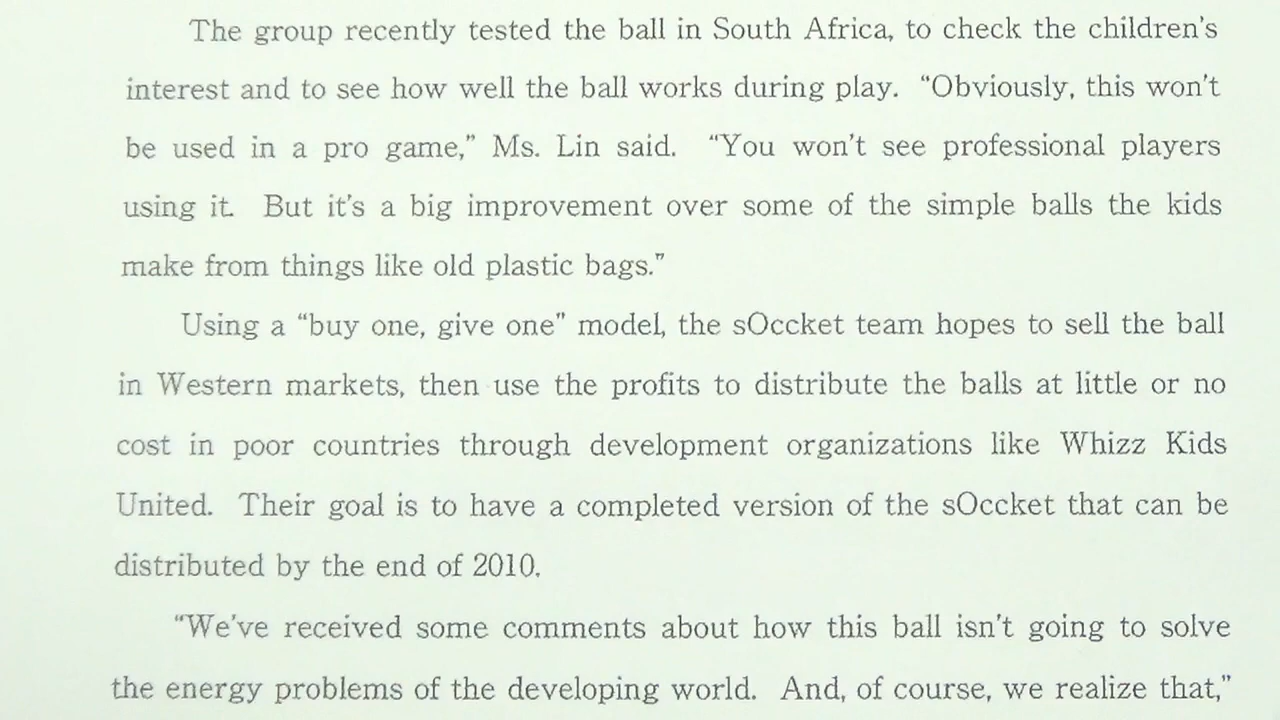 The group recently tested the ball in South Africa, to check the children's
interest and to see how well the ball works during play. “Obviously, this won't
be used in a pro game,” Ms. Lin said. “You won't see professional players
using it. But it's a big improvement over some of the simple balls the kids
make from things like old plastic bags.”
Using a “buy one, give one” model, the sOccket team hopes to sell the ball
in Western markets, then use the profits to distribute the balls at little or no
cost in poor countries through development organizations like Whizz Kids
United. Their goal is to have a completed version of the sOccket that can be
distributed by the end of 2010.
“We've received some comments about how this ball isn't going to solve
the energy problems of the developing world. And, of course, we realize that,”